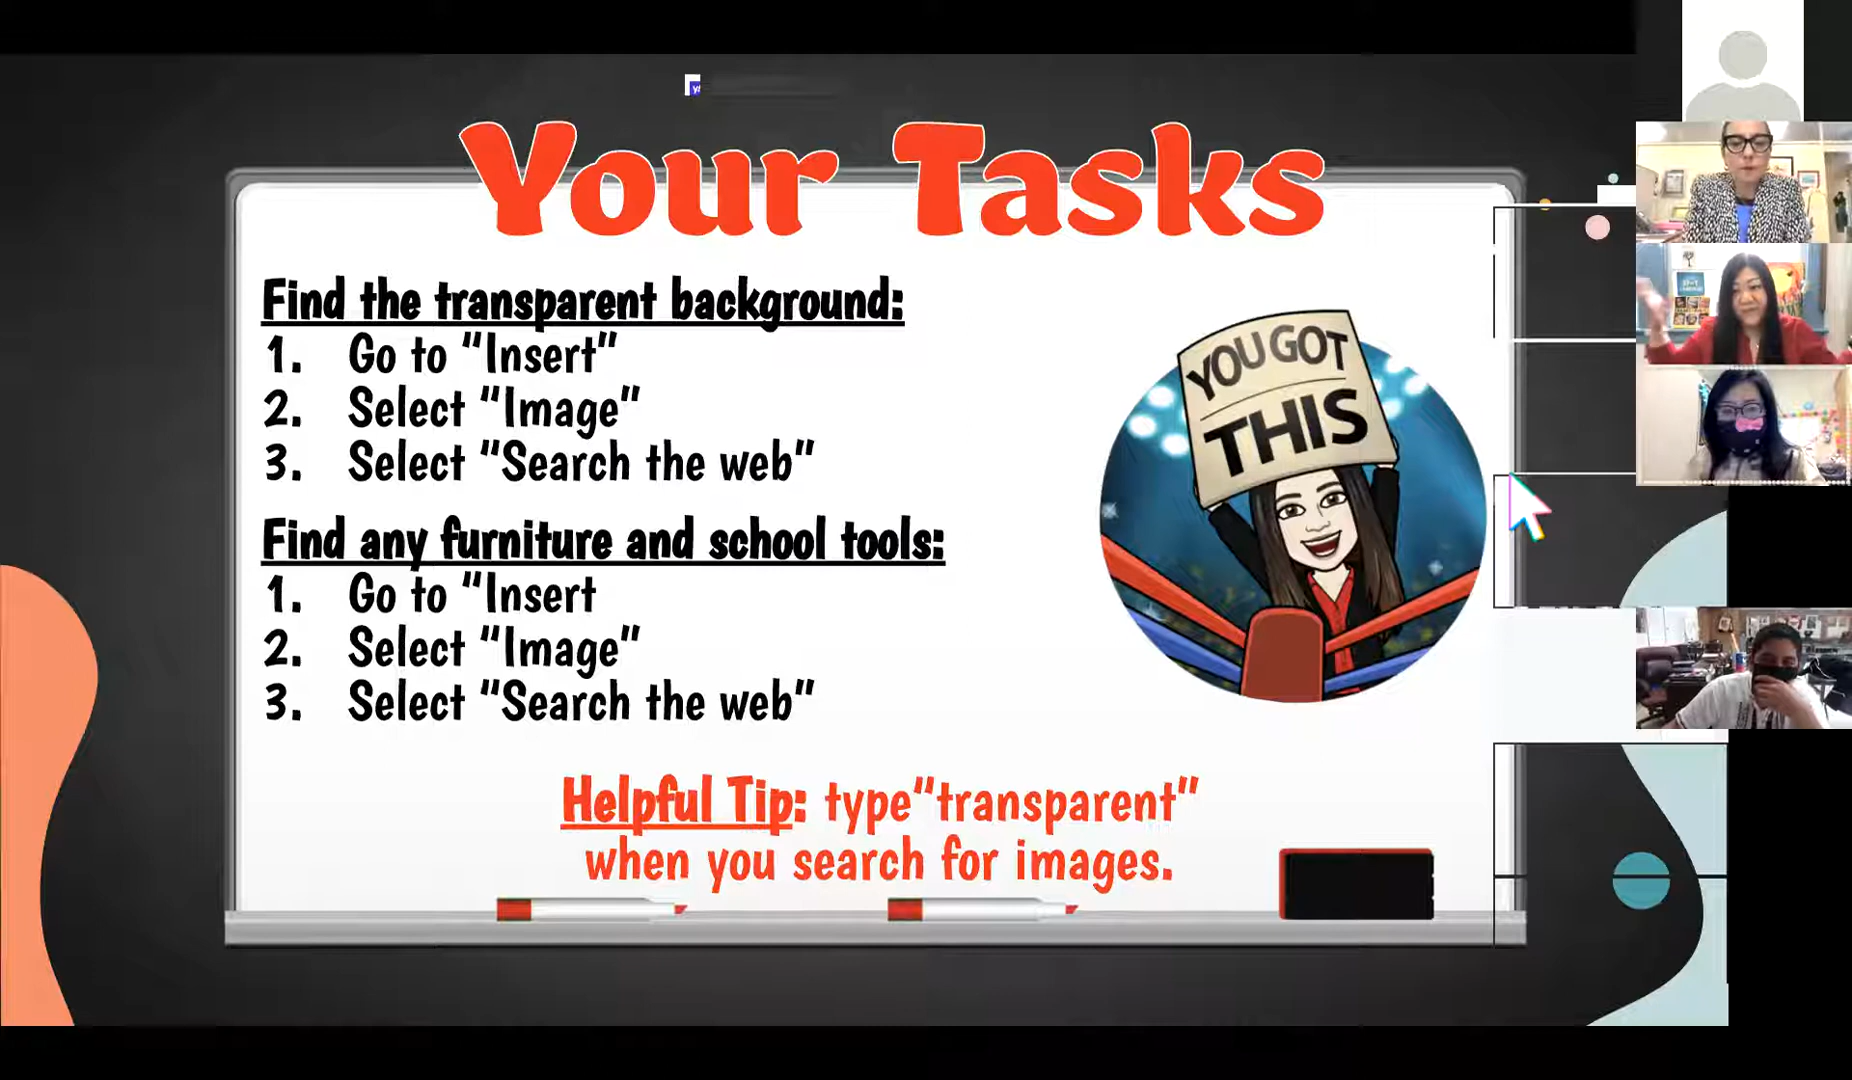 Your Tasks
Find the transparent background:
1. Go to “Insert”
2. Select “Image”
3. Select “Search the web”
Find any furniture and school tools:
1. Go to “Insert
2. Select “Image”
3. Select “Search the web”
YOU GOT
THIS
Helpful Tip: type“transparent”
when you search for images.